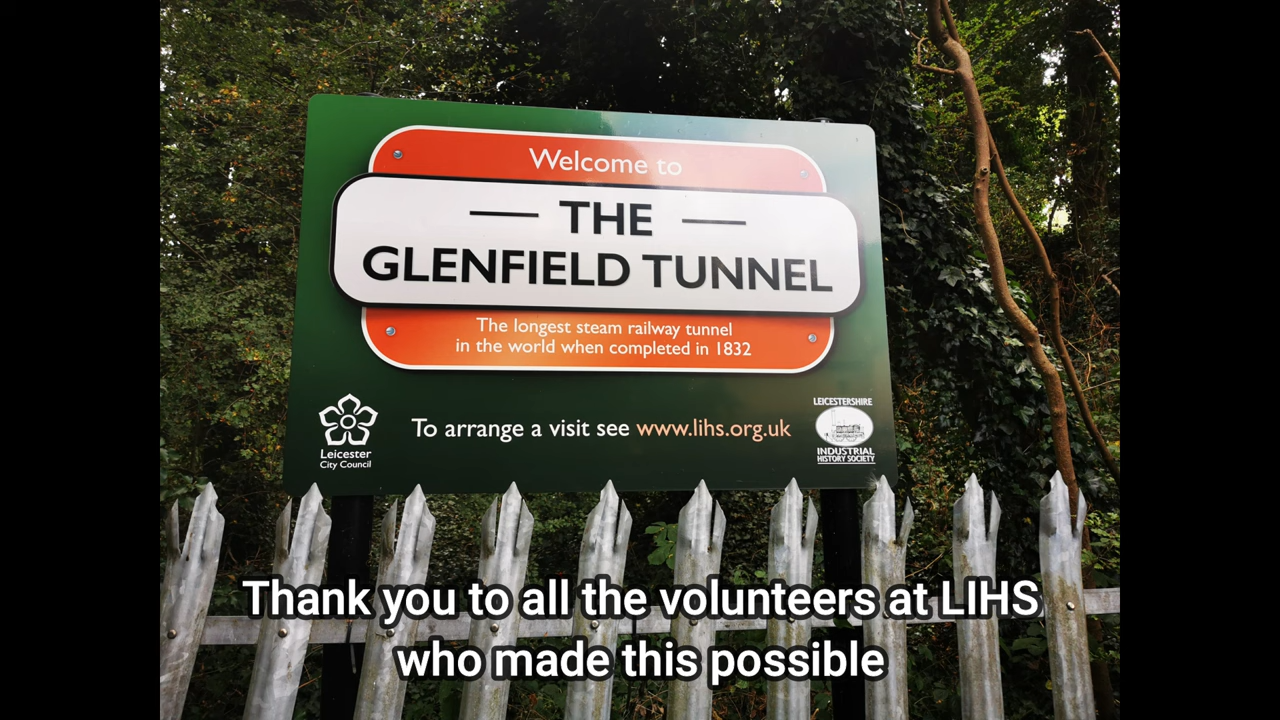 Welcome to
THE
GLENFIELD TUNNEL
The longest steam railway tunnel
in the world when completed in 1832
To arrange a visit see www.lihs.org.uk
Leicester
City Council
LEICESTERSHIRE
INDUSTRIAL
HISTORY SOCIETY
Thank you to all the volunteers at LIHS
who made this possible